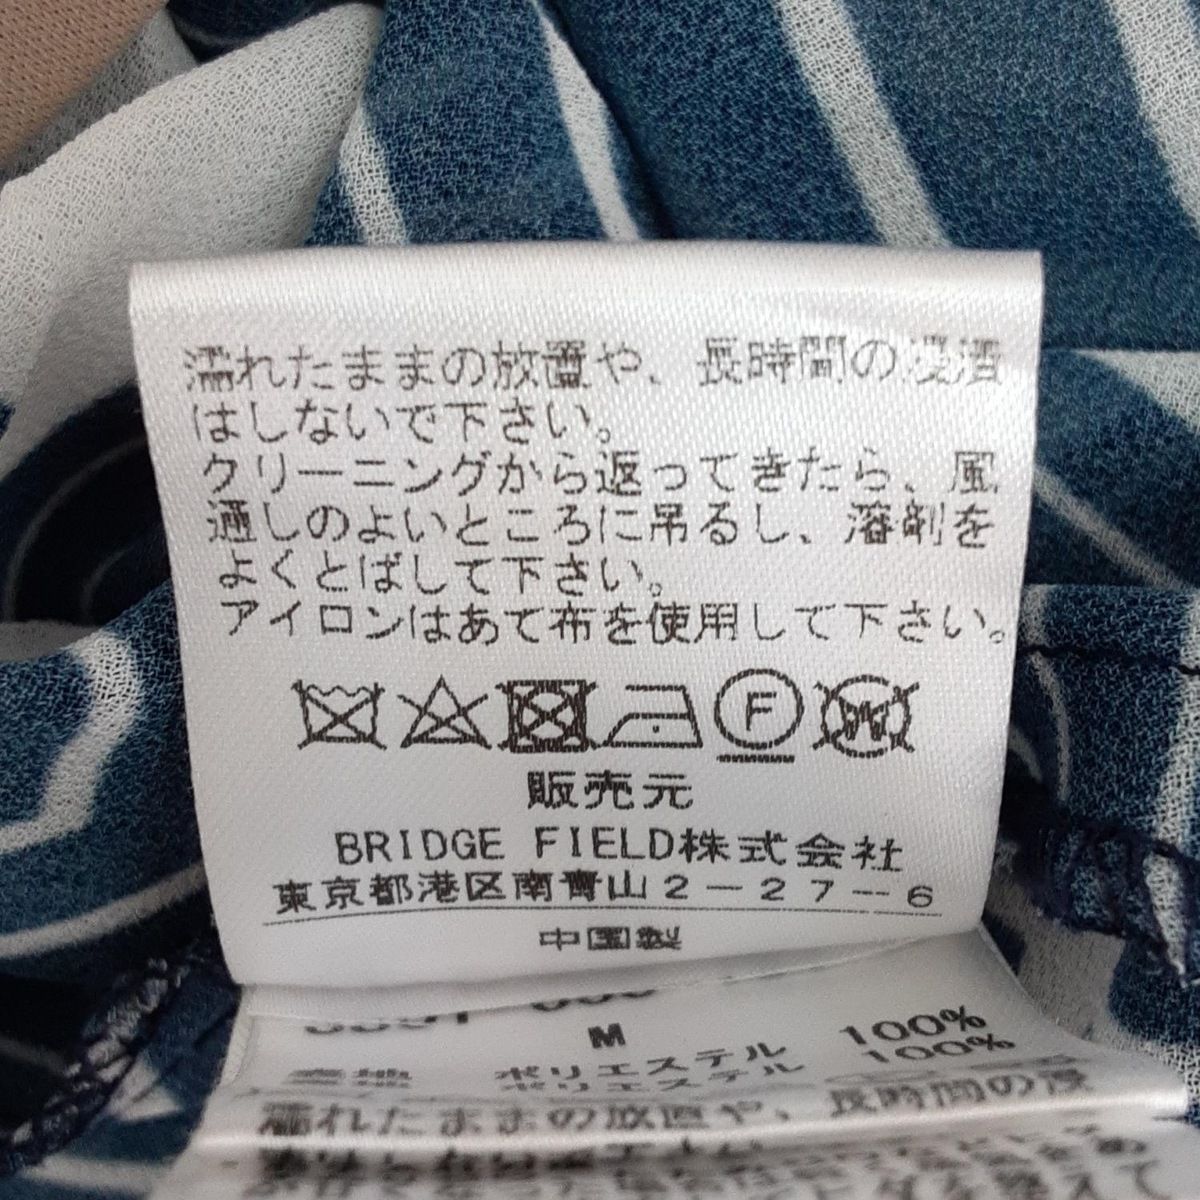 濡れたままの放置や、長時間の浸漬
はしないで下さい。
クリーニングから返ってきたら、風
通しのよいところに吊るし、溶剤を
よくとばして下さい。
アイロンはあて布を使用して下さい。
F W
販売元
BRIDGE FIELD株式会社
東京都港区南青山2-27-6
中国製
M
表地 ポリエステル 100%
ポリエステル 100%
濡れたままの放置や、長時間の浸